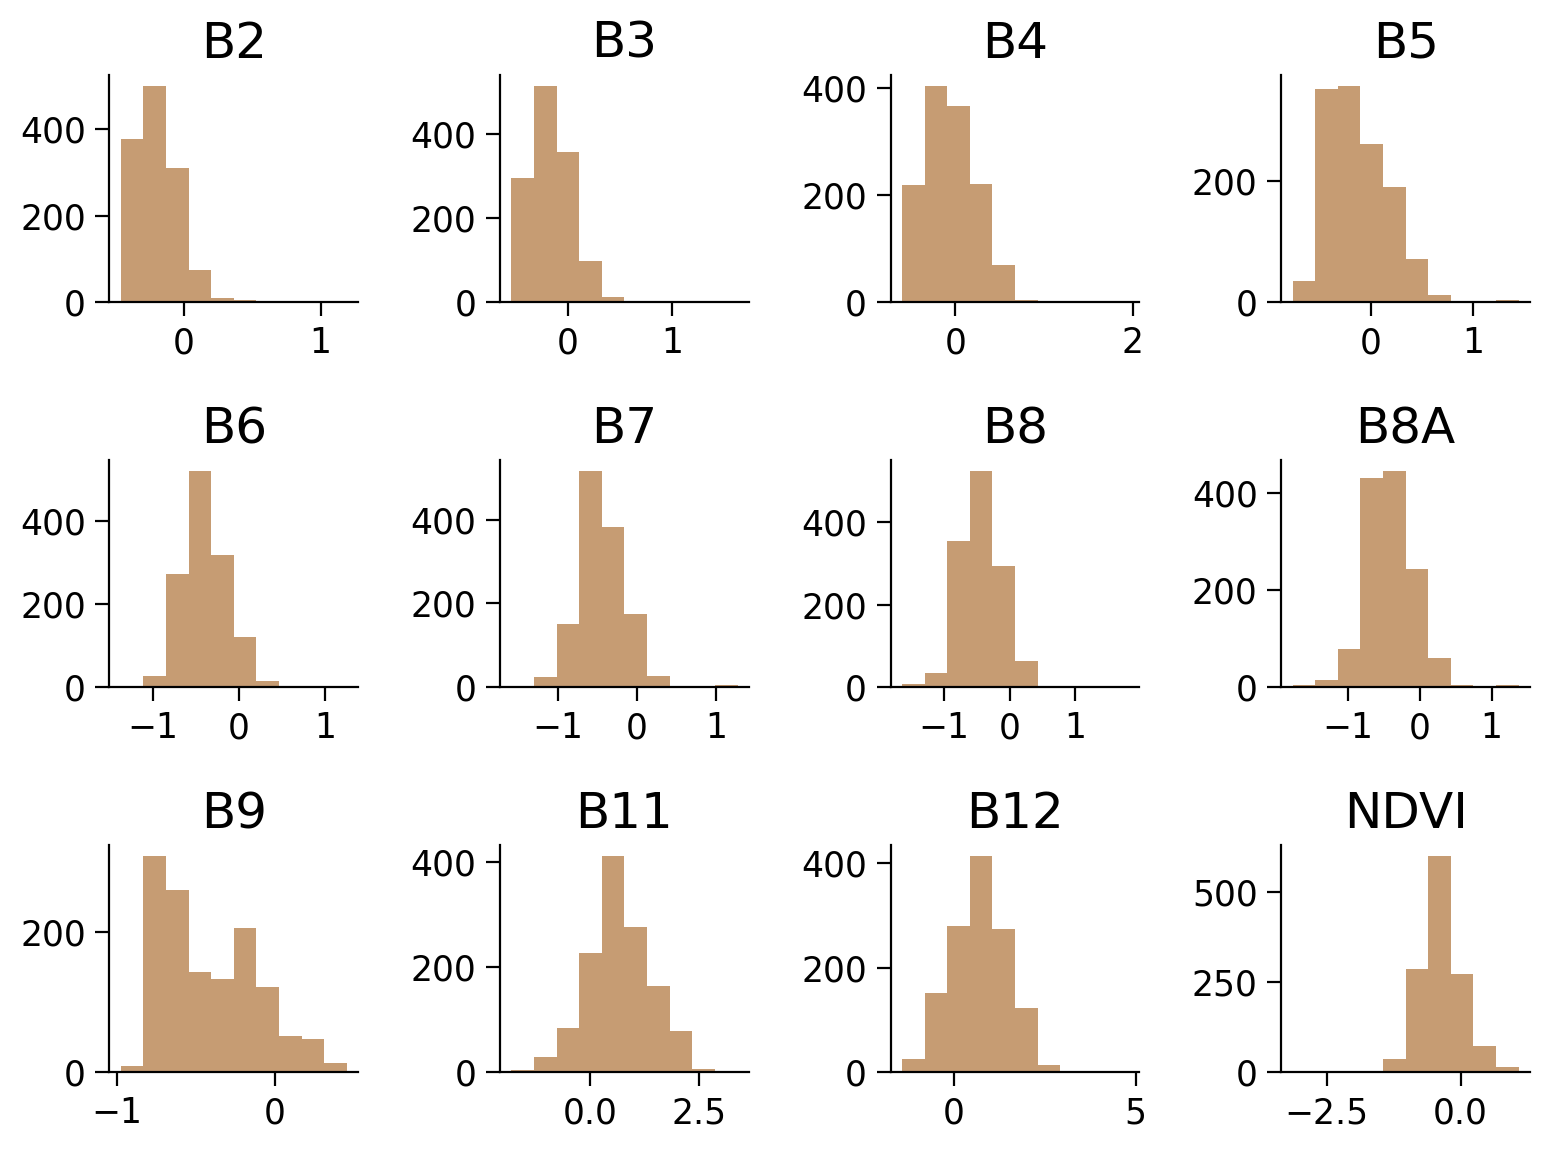 B2 B3 B4 B5
400 200 0 0 1
400 200 0 0 1
400 200 0 0 2
200 0 0 1
B6 B7 B8 B8A
400 200 0 −1 0 1
400 200 0 −1 0 1
400 200 0 −1 0 1
400 200 0 −1 0 1
B9 B11 B12 NDVI
200 0 −1 0
400 200 0 0.0 2.5
400 200 0 0 5
500 250 0 −2.5 0.0